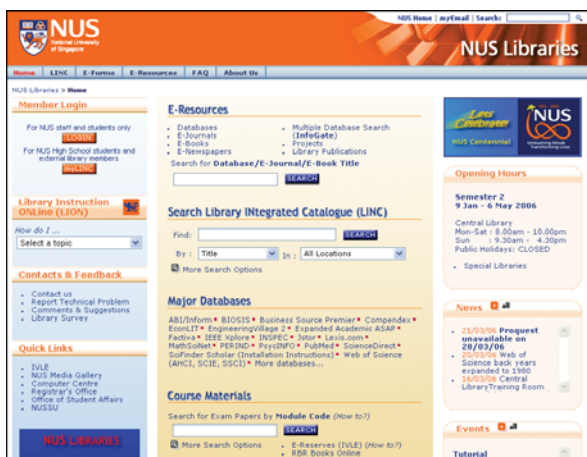 NUS Home | myEmail | Search:
NUS
National University
of Singapore
NUS Libraries
Home
LINC
E-Forms
E-Resources
FAQ
About Us
NUS Libraries > Home
Member Login
For NUS staff and students only
LOGIN
For NUS High School students and
external library members
myLINC
Library Instruction
ONLine (LION)
How do I ...
Select a topic
Contacts & Feedback
Contact us
Report Technical Problem
Comments & Suggestions
Library Survey
Quick Links
IVLE
NUS Media Gallery
Computer Centre
Registrar's Office
Office of Student Affairs
NUSSU
NUS LIBRARIES
E-Resources
Databases
E-Journals
E-Books
E-Newspapers
Multiple Database Search
(InfoGate)
Projects
Library Publications
Search for Database/E-Journal/E-Book Title
SEARCH
Search Library INtegrated Catalogue (LINC)
Find:
SEARCH
By : Title In : All Locations
More Search Options
Major Databases
ABI/Inform BIOSIS Business Source Premier Compendex
EconLIT EngineeringVillage 2 Expanded Academic ASAP
Factiva IEEE Xplore INSPEC Jstor Lexis.com
MathSciNet PERIND PsycINFO PubMed ScienceDirect
SciFinder Scholar (Installation Instructions) Web of Science
(AHCI, SCIE, SSCI) More databases...
Course Materials
Search for Exam Papers by Module Code (How to?)
SEARCH
More Search Options
E-Reserves (IVLE) (How to?)
RBR Books Online
Lets
Celebrate!
NUS Centennial
NUS
Unleashing Minds
Transforming Lives
Opening Hours
Semester 2
9 Jan - 6 May 2006
Central Library
Mon-Sat : 8.00am - 10.00pm
Sun : 9.30am - 4.30pm
Public Holidays: CLOSED
Special Libraries
News all
21/03/06 Proquest
unavailable on
28/03/06
20/03/06 Web of
Science back years
expanded to 1980
16/03/06 Central
LibraryTraining Room
Events all
Tutorial